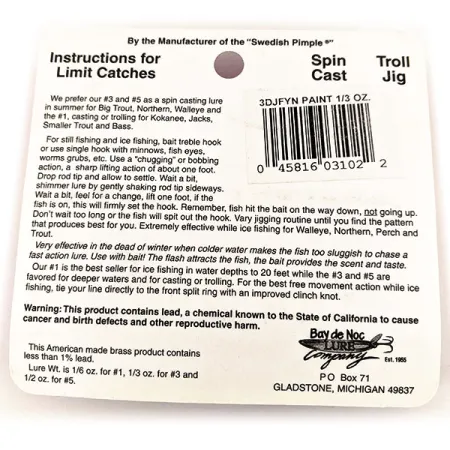 By the Manufacturer of the "Swedish Pimple®"
Instructions for
Limit Catches
Spin
Cast
Troll
Jig
We prefer our #3 and #5 as a spin casting lure
in summer for Big Trout, Northern, Walleye and
the #1, casting or trolling for Kokanee, Jacks,
Smaller Trout and Bass.
3DJFYN PAINT 1/3 OZ.
0 45816 03102 2
For still fishing and ice fishing, bait treble hook
or use single hook with minnows, fish eyes,
worms grubs, etc. Use a "chugging" or bobbing
action, a sharp lifting action of about one foot.
Drop rod tip and allow to settle. Wait a bit,
shimmer lure by gently shaking rod tip sideways.
Wait a bit, feel for a change, lift one foot, if the
fish is on, this will firmly set the hook. Remember, fish hit the bait on the way down, not going up.
Don't wait too long or the fish will spit out the hook. Very jigging routine until you find the pattern
that produces best for you. Extremely effective while ice fishing for Walleye, Northern, Perch and
Trout.
Very effective in the dead of winter when colder water makes the fish too sluggish to chase a
fast action lure. Use with bait! The flash attracts the fish, the bait provides the scent and taste.
Our #1 is the best seller for ice fishing in water depths to 20 feet while the #3 and #5 are
favored for deeper waters and for casting or trolling. For the best free movement action while ice
fishing, tie your line directly to the front split ring with an improved clinch knot.
Warning: This product contains lead, a chemical known to the State of California to cause
cancer and birth defects and other reproductive harm.
This American made brass product contains
less than 1% lead.
Lure Wt. is 1/6 oz. for #1, 1/3 oz. for #3 and
1/2 oz. for #5.
Bay de Noc
LURE
Company
Est. 1955
P O Box 71
GLADSTONE, MICHIGAN 49837